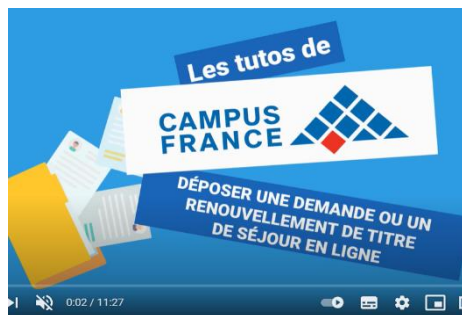 Les tutos de
CAMPUS
FRANCE
DÉPOSER UNE DEMANDE OU UN
RENOUVELLEMENT DE TITRE
DE SÉJOUR EN LIGNE
0:02 / 11:27